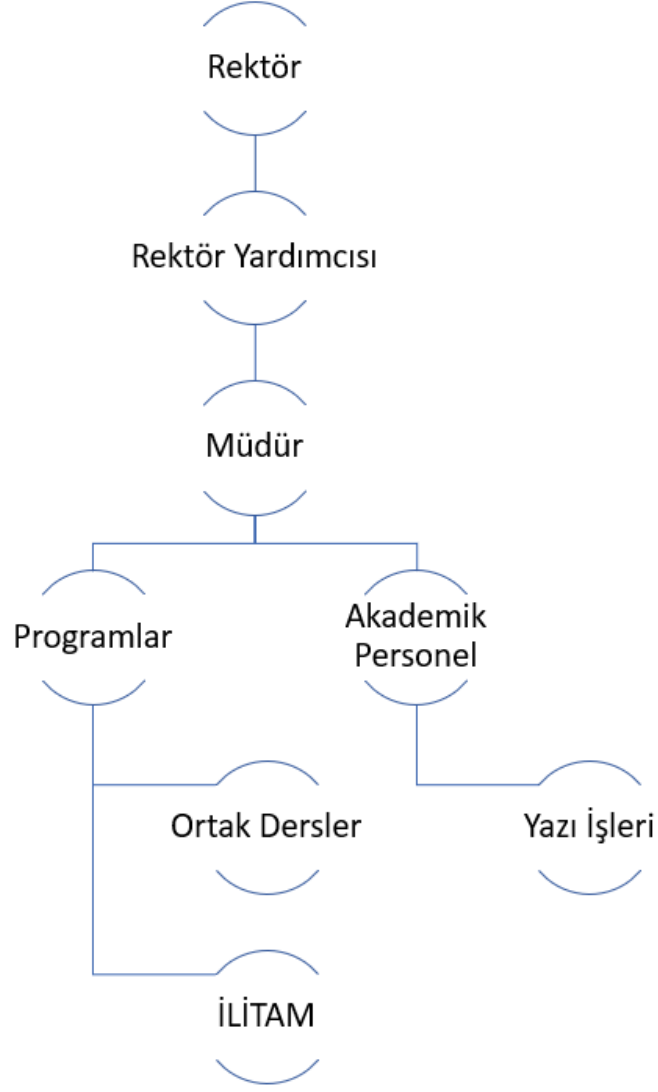 Rektör
Rektör Yardımcısı
Müdür
Programlar
Akademik
Personel
Ortak Dersler
Yazı İşleri
İLİTAM